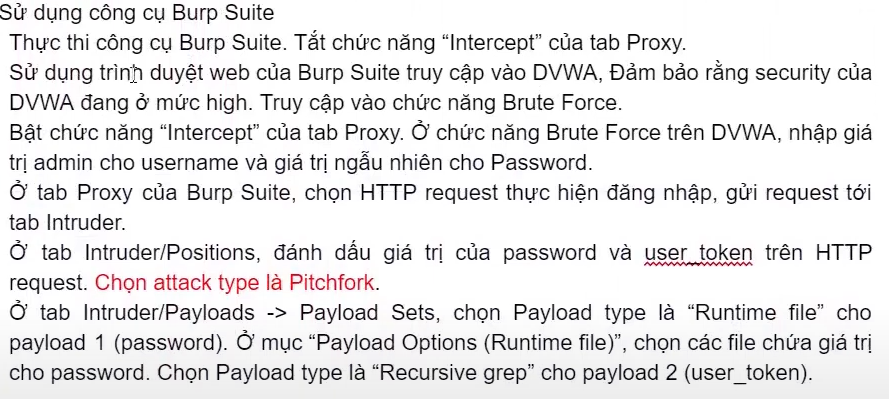 Sử dụng công cụ Burp Suite
Thực thi công cụ Burp Suite. Tắt chức năng “Intercept” của tab Proxy.
Sử dụng trình duyệt web của Burp Suite truy cập vào DVWA, Đảm bảo rằng security của
DVWA đang ở mức high. Truy cập vào chức năng Brute Force.
Bật chức năng “Intercept” của tab Proxy. Ở chức năng Brute Force trên DVWA, nhập giá
trị admin cho username và giá trị ngẫu nhiên cho Password.
Ở tab Proxy của Burp Suite, chọn HTTP request thực hiện đăng nhập, gửi request tới
tab Intruder.
Ở tab Intruder/Positions, đánh dấu giá trị của password và user_token trên HTTP
request. Chọn attack type là Pitchfork.
Ở tab Intruder/Payloads -> Payload Sets, chọn Payload type là “Runtime file” cho
payload 1 (password). Ở mục “Payload Options (Runtime file)”, chọn các file chứa giá trị
cho password. Chọn Payload type là “Recursive grep” cho payload 2 (user_token).